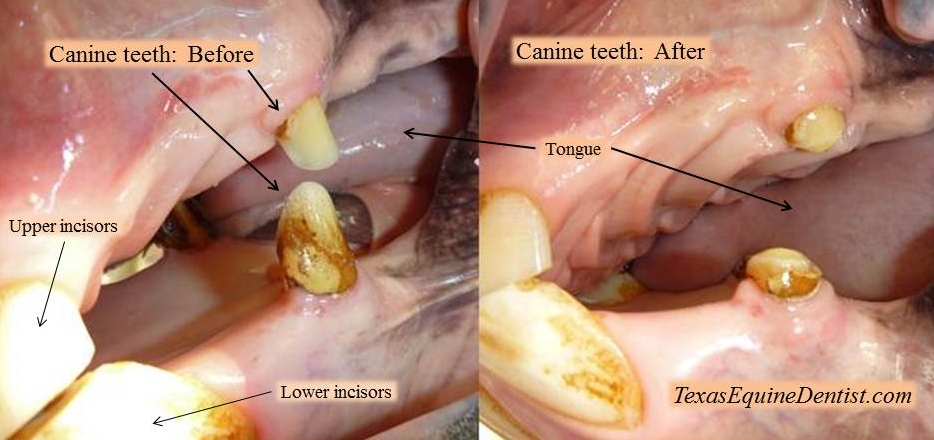 Canine teeth: Before
Canine teeth: After
Tongue
Upper incisors
Lower incisors
TexasEquineDentist.com